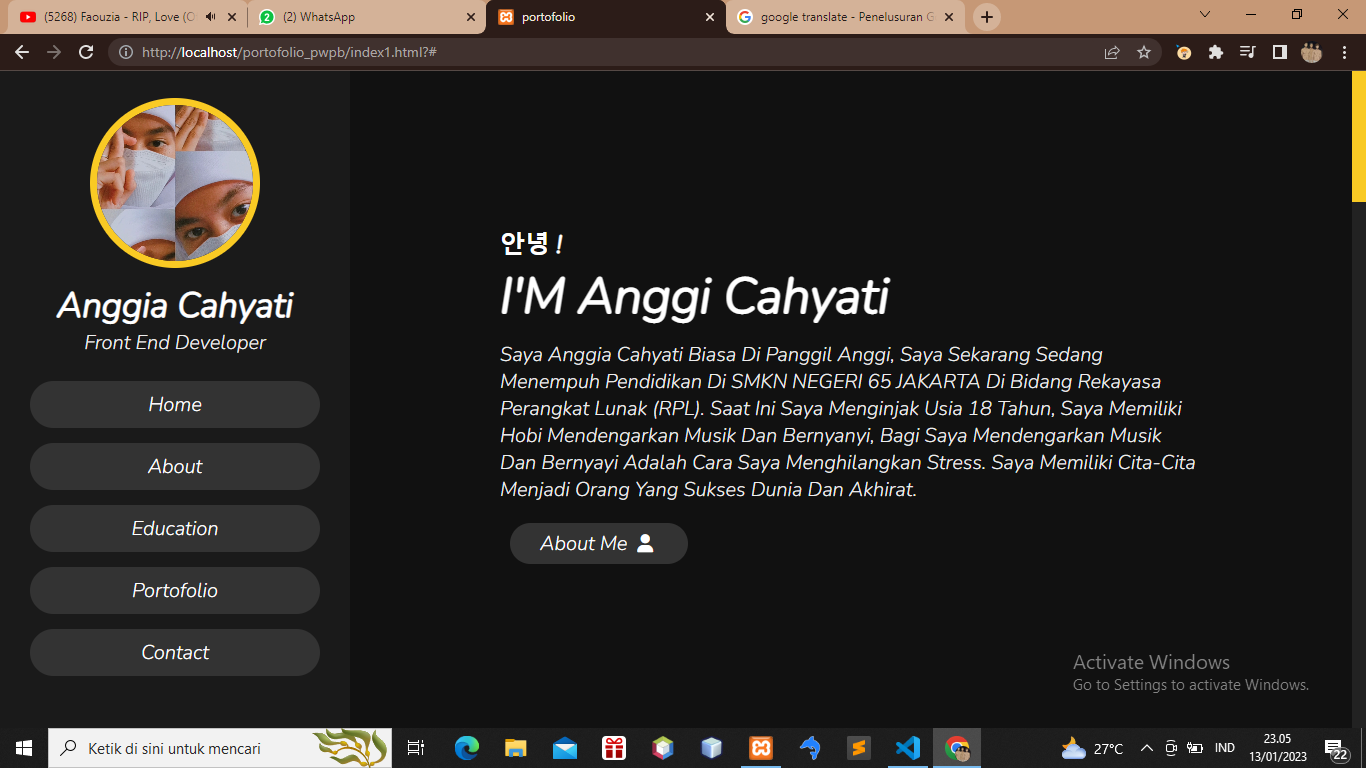 (5268) Faouzia - RIP, Love (O
(2) WhatsApp
portofolio
google translate - Penelusuran G
http://localhost/portofolio_pwpb/index1.html?#
Anggia Cahyati
Front End Developer
Home
About
Education
Portofolio
Contact
안녕 !
I'M Anggi Cahyati
Saya Anggia Cahyati Biasa Di Panggil Anggi, Saya Sekarang Sedang
Menempuh Pendidikan Di SMKN NEGERI 65 JAKARTA Di Bidang Rekayasa
Perangkat Lunak (RPL). Saat Ini Saya Menginjak Usia 18 Tahun, Saya Memiliki
Hobi Mendengarkan Musik Dan Bernyanyi, Bagi Saya Mendengarkan Musik
Dan Bernyayi Adalah Cara Saya Menghilangkan Stress. Saya Memiliki Cita-Cita
Menjadi Orang Yang Sukses Dunia Dan Akhirat.
About Me
Activate Windows
Go to Settings to activate Windows.
Ketik di sini untuk mencari
27°C
IND
23.05
13/01/2023
22